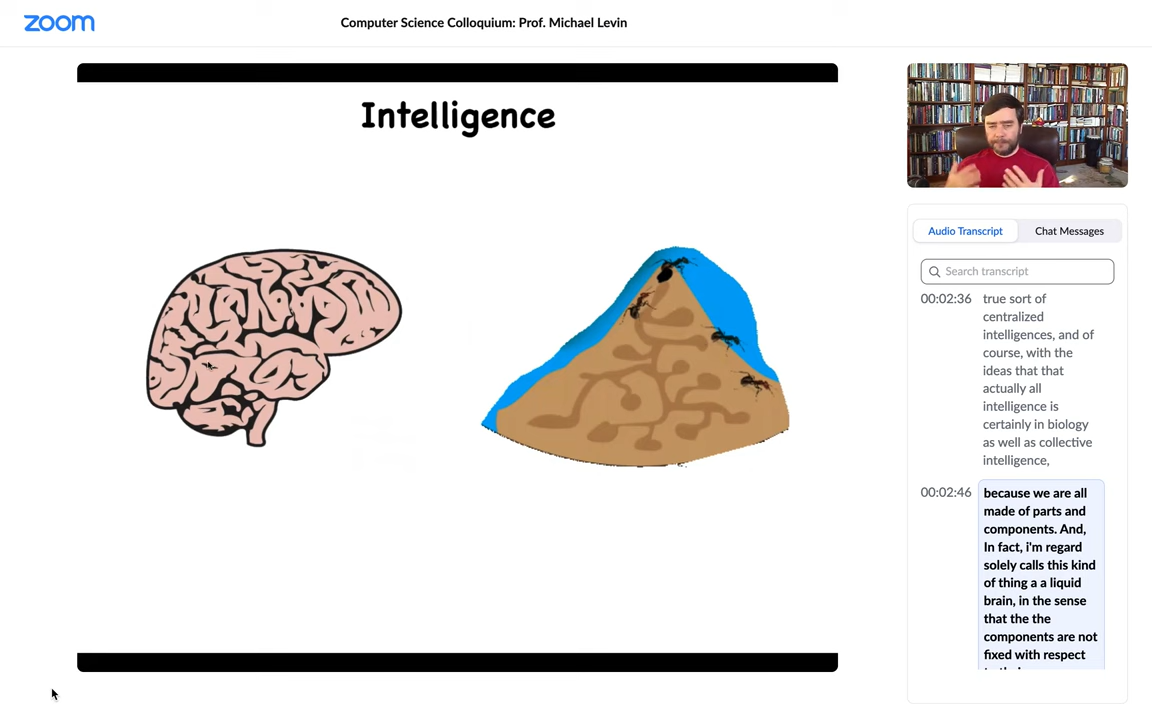 zoom
Computer Science Colloquium: Prof. Michael Levin
Intelligence
Audio Transcript
Chat Messages
Search transcript
00:02:36
true sort of
centralized
intelligences, and of
course, with the
ideas that that
actually all
intelligence is
certainly in biology
as well as collective
intelligence,
00:02:46
because we are all
made of parts and
components. And,
In fact, i'm regard
solely calls this kind
of thing a a liquid
brain, in the sense
that the the
components are not
fixed with respect